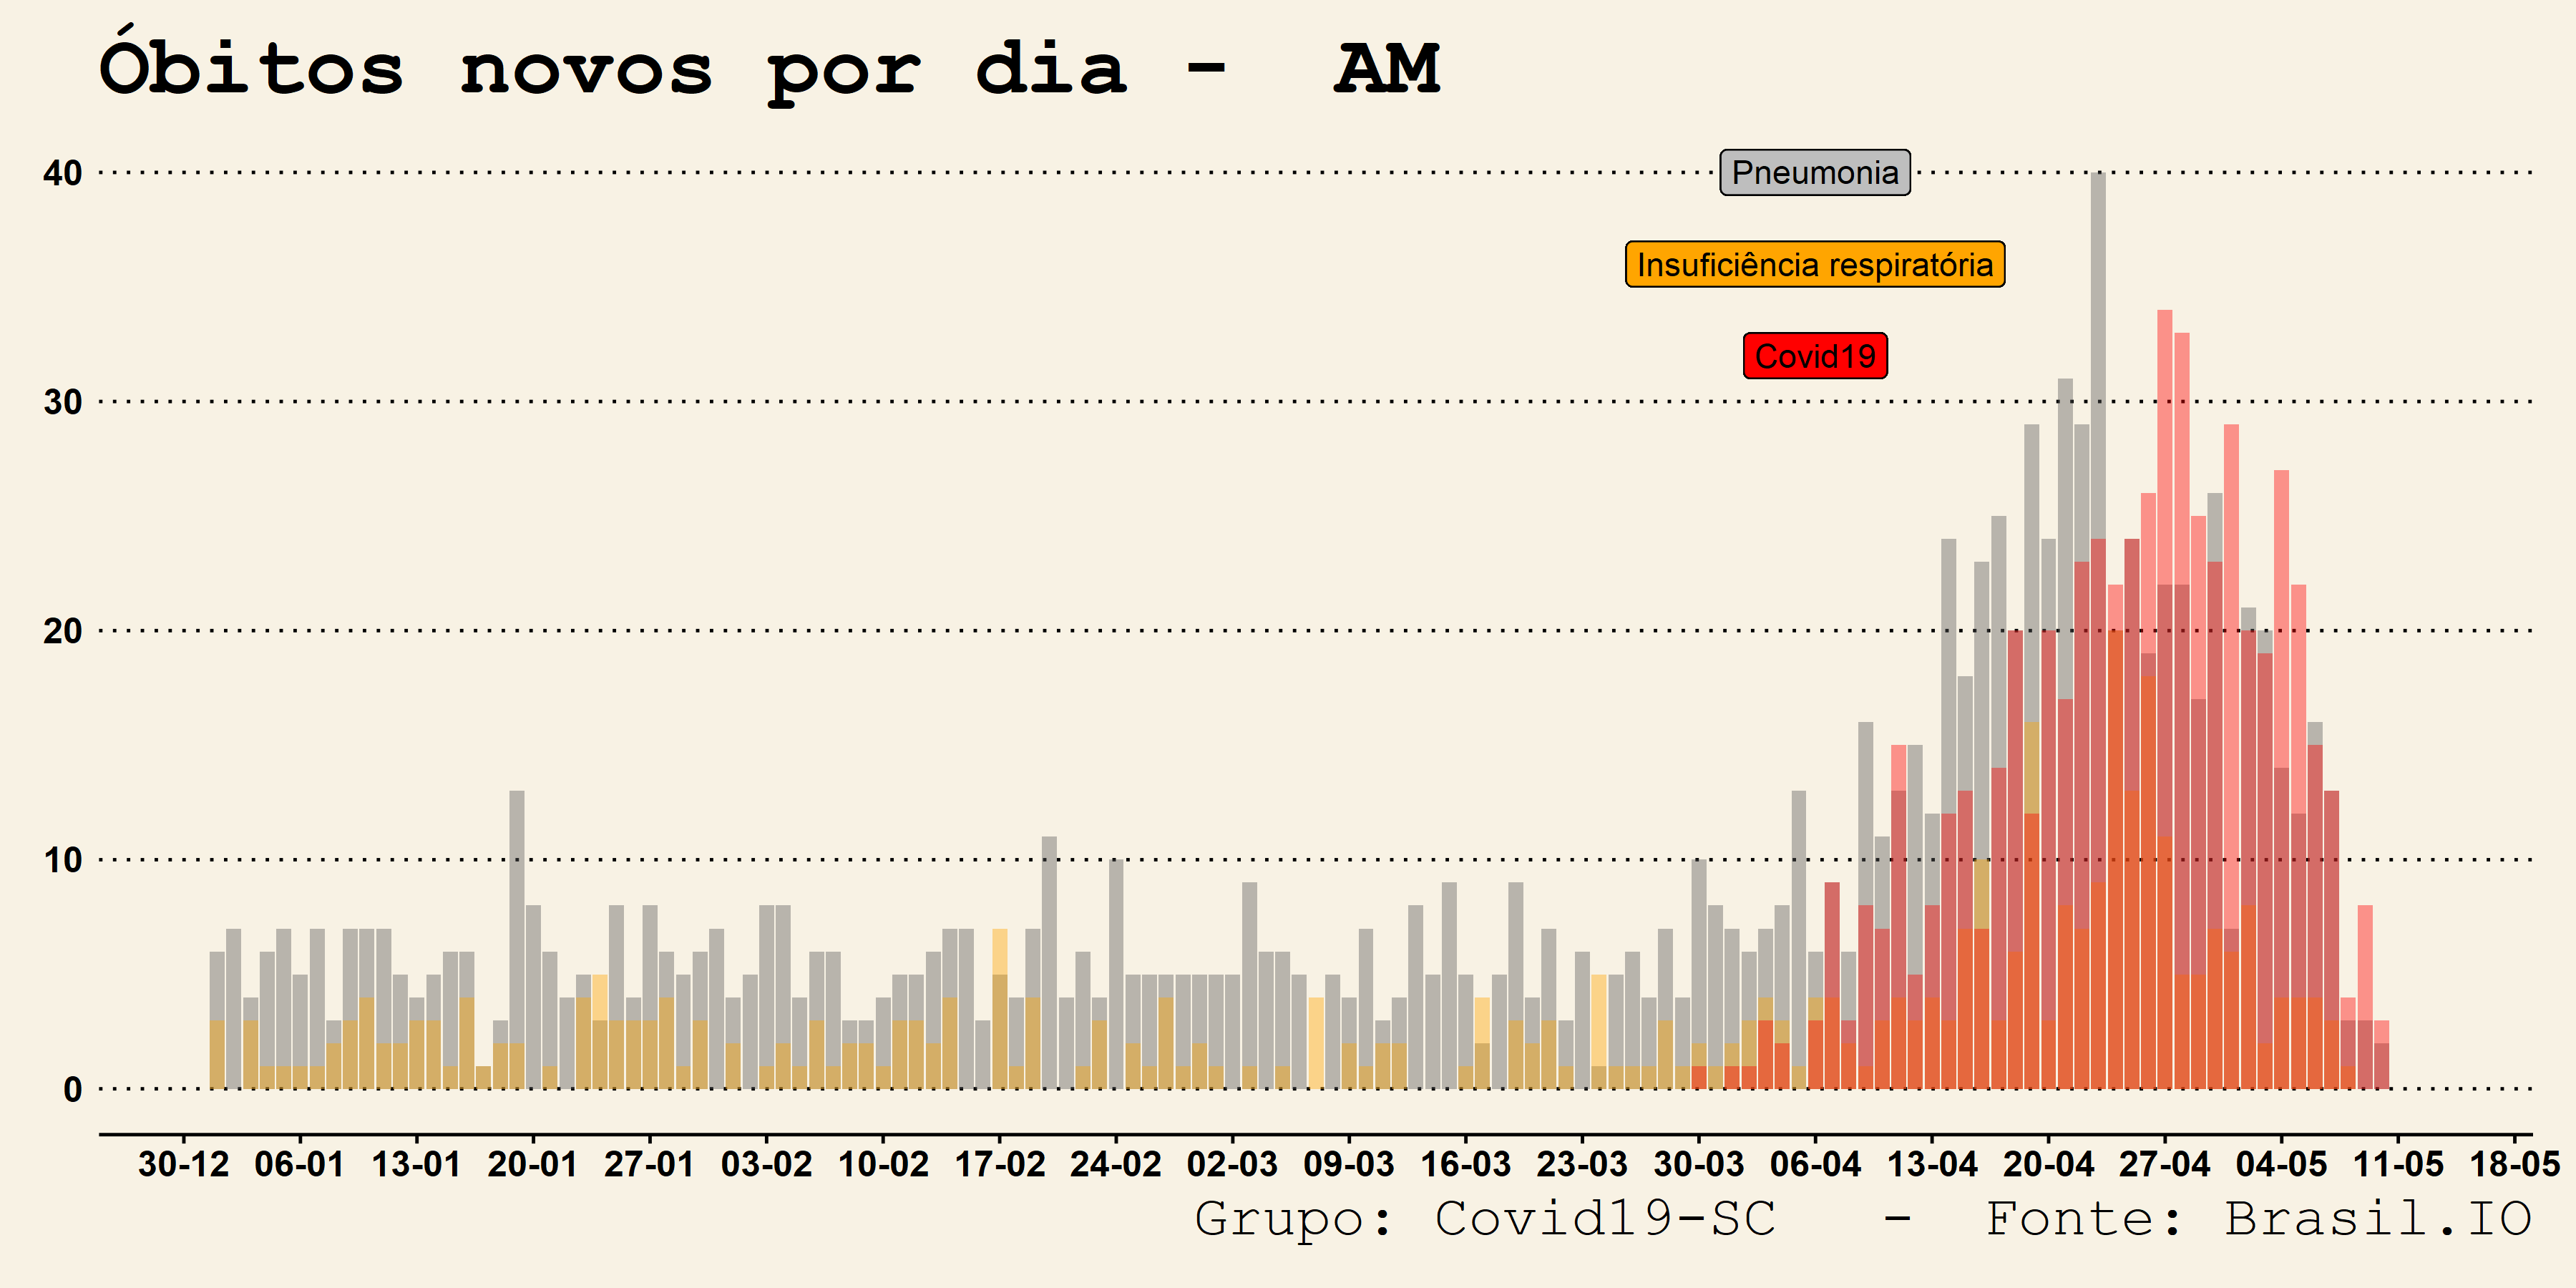 Óbitos novos por dia - AM
40
Pneumonia
Insuficiência respiratória
Covid19
30
20
10
0
30-12 06-01 13-01 20-01 27-01 03-02 10-02 17-02 24-02 02-03 09-03 16-03 23-03 30-03 06-04 13-04 20-04 27-04 04-05 11-05 18-05
Grupo: Covid19-SC - Fonte: Brasil.IO